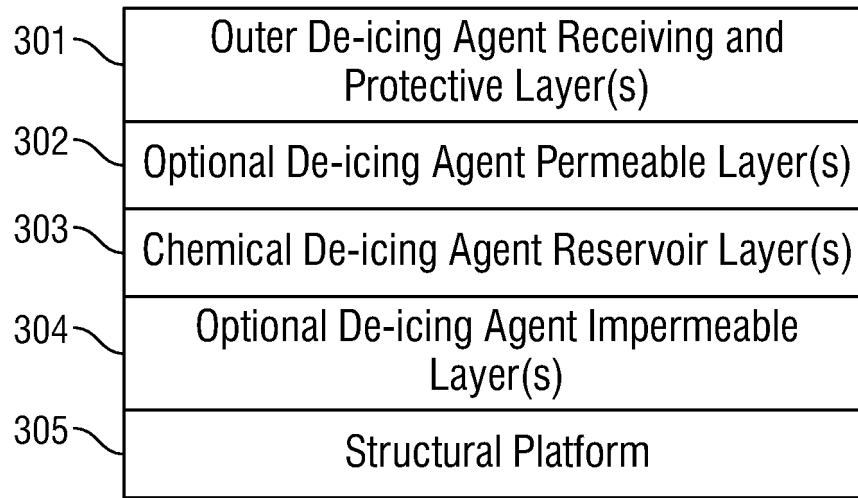 301
Outer De-icing Agent Receiving and
Protective Layer(s)
302
Optional De-icing Agent Permeable Layer(s)
303
Chemical De-icing Agent Reservoir Layer(s)
304
Optional De-icing Agent Impermeable
Layer(s)
305
Structural Platform